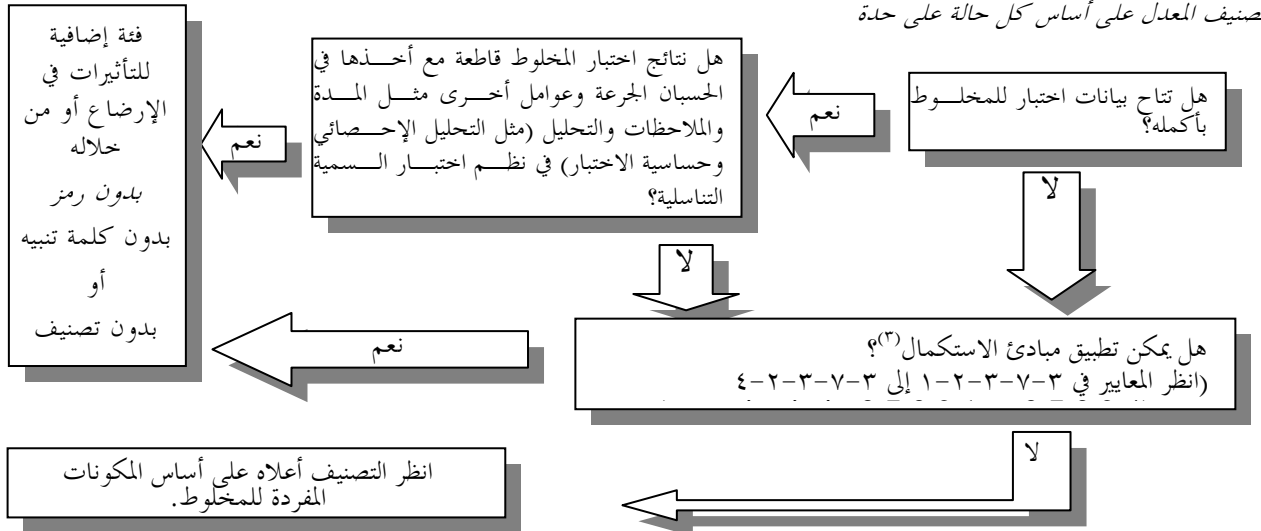 تصنيف المعدل على أساس كل حالة على حدة
هل تتاح بيانات اختبار للمخلوط
بأكمله؟
نعم
هل نتائج اختبار المخلوط قاطعة مع أخذها في
الحسبان الجرعة وعوامل أخرى مثل المدة
والملاحظات والتحليل (مثل التحليل الإحصائي
وحساسية الاختبار) في نظم اختبار السمية
التناسلية؟
نعم
فئة إضافية
للتأثيرات في
الإرضاع أو من
خلاله
بدون رمز
بدون كلمة تنبيه
أو
بدون تصنيف
لا
لا
هل يمكن تطبيق مبادئ الاستكمال(٣)؟
(انظر المعايير في ٣-٧-٣-٢-١ إلى ٣-٧-٣-٢-٤
نعم
لا
انظر التصنيف أعلاه على أساس المكونات
المفردة للمخلوط.